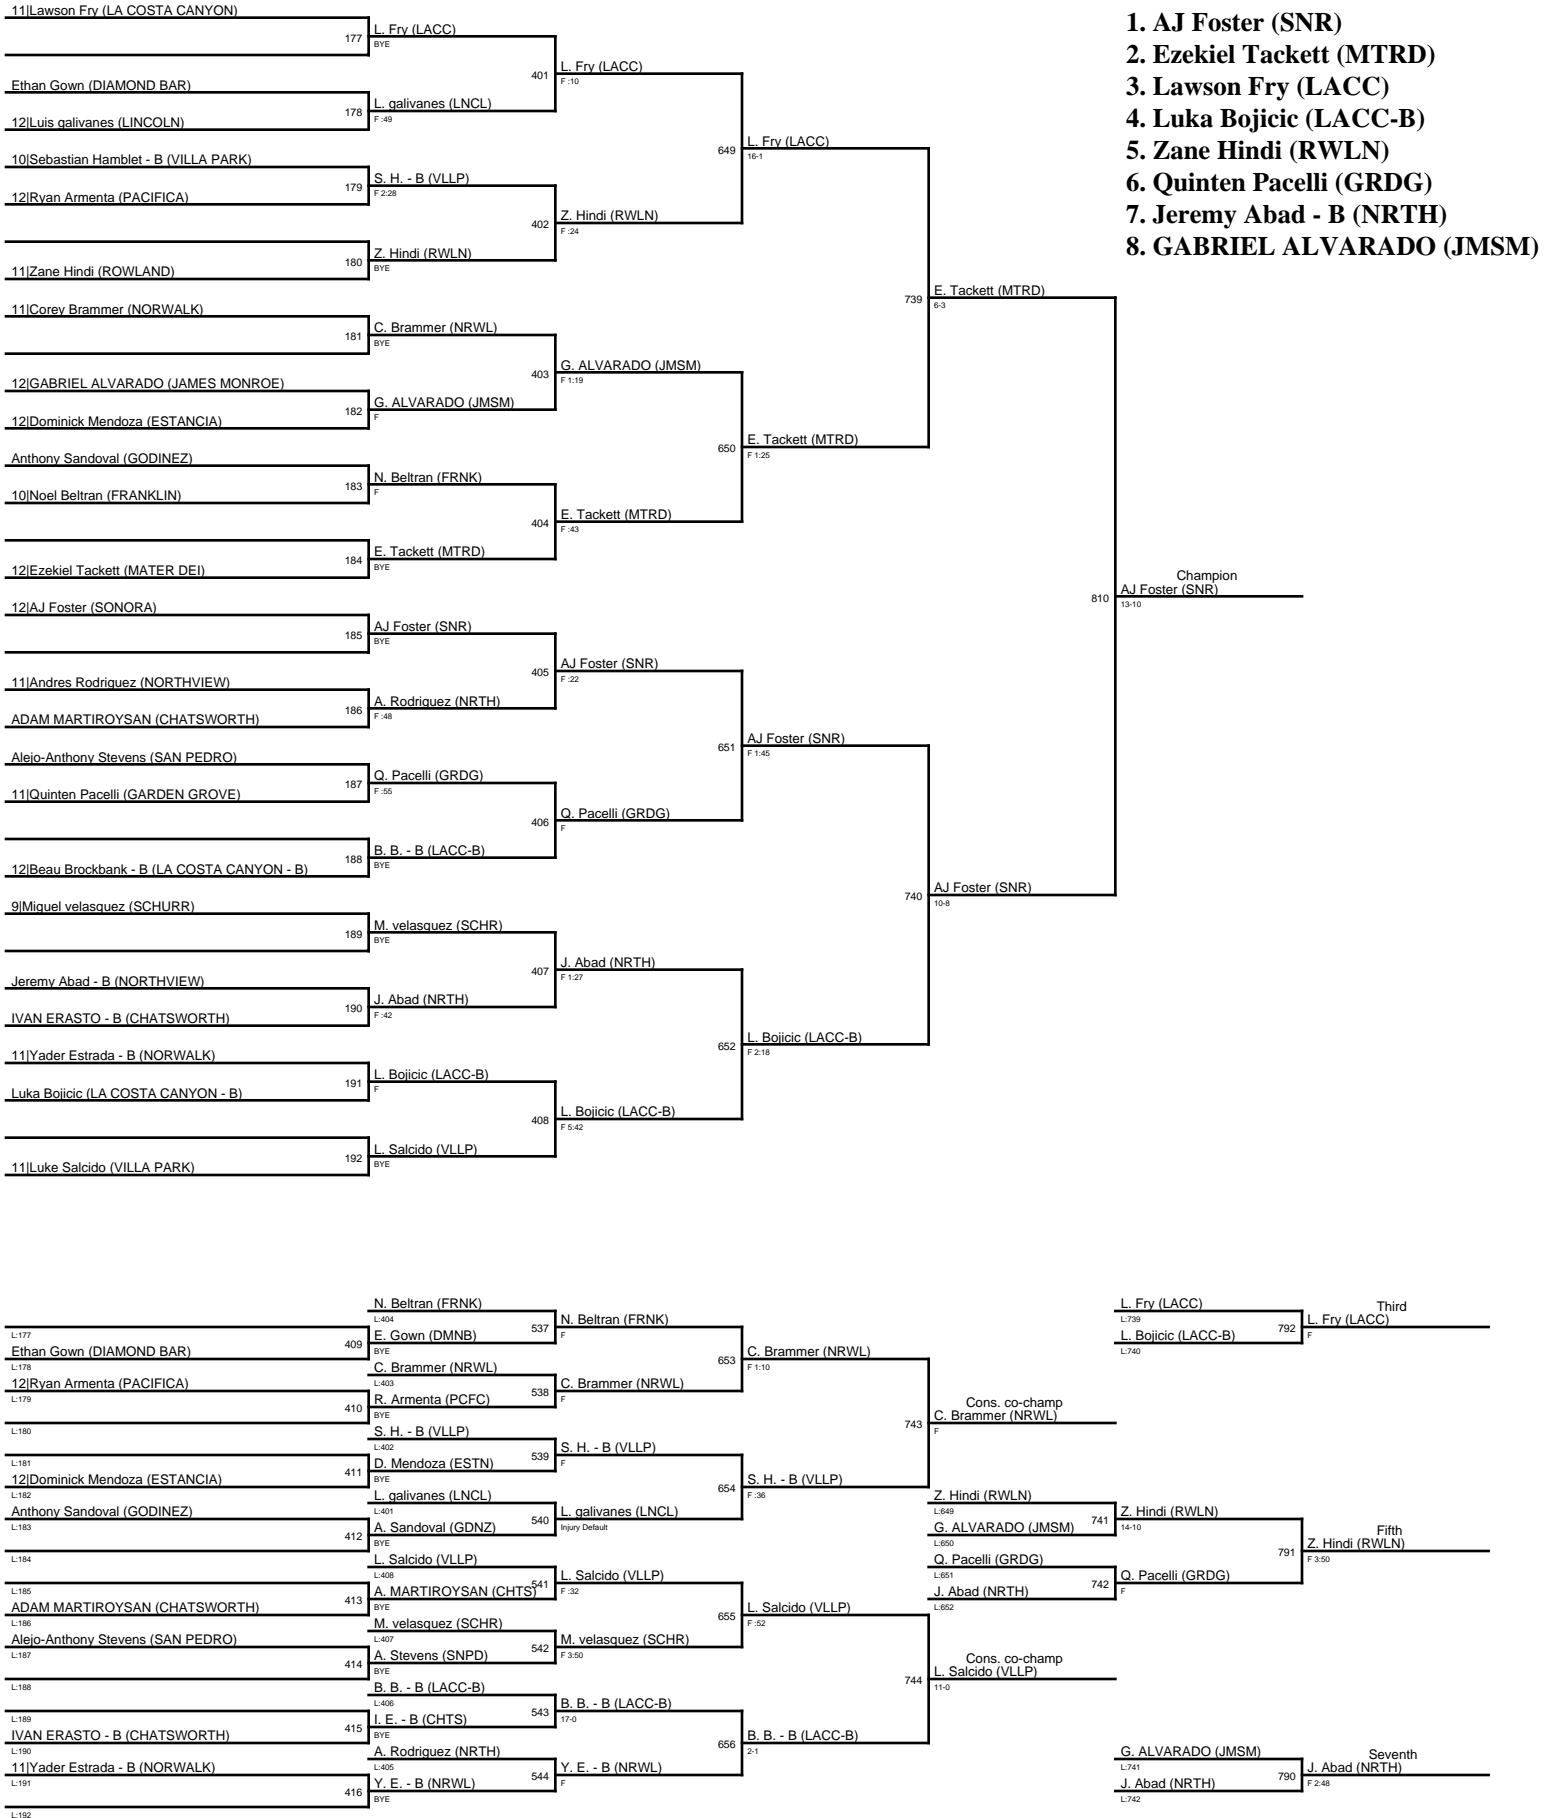 1. AJ Foster (SNR)
2. Ezekiel Tackett (MTRD)
3. Lawson Fry (LACC)
4. Luka Bojicic (LACC-B)
5. Zane Hindi (RWLN)
6. Quinten Pacelli (GRDG)
7. Jeremy Abad - B (NRTH)
8. GABRIEL ALVARADO (JMSM)
11|Lawson Fry (LA COSTA CANYON)
177
Ethan Gown (DIAMOND BAR)
178
12|Luis galivanes (LINCOLN)
10|Sebastian Hamblet - B (VILLA PARK)
179
12|Ryan Armenta (PACIFICA)
180
11|Zane Hindi (ROWLAND)
11|Corey Brammer (NORWALK)
181
12|GABRIEL ALVARADO (JAMES MONROE)
182
12|Dominick Mendoza (ESTANCIA)
Anthony Sandoval (GODINEZ)
183
10|Noel Beltran (FRANKLIN)
184
12|Ezekiel Tackett (MATER DEI)
12|AJ Foster (SONORA)
185
11|Andres Rodriguez (NORTHVIEW)
186
ADAM MARTIROYSAN (CHATSWORTH)
Alejo-Anthony Stevens (SAN PEDRO)
187
11|Quinten Pacelli (GARDEN GROVE)
188
12|Beau Brockbank - B (LA COSTA CANYON - B)
9|Miguel velasquez (SCHURR)
189
Jeremy Abad - B (NORTHVIEW)
190
IVAN ERASTO - B (CHATSWORTH)
11|Yader Estrada - B (NORWALK)
191
Luka Bojicic (LA COSTA CANYON - B)
192
11|Luke Salcido (VILLA PARK)
L. Fry (LACC)
BYE
401
L. galivanes (LNCL)
F :49
S. H. - B (VLLP)
F 2:28
402
Z. Hindi (RWLN)
BYE
C. Brammer (NRWL)
BYE
403
G. ALVARADO (JMSM)
F
N. Beltran (FRNK)
F
404
E. Tackett (MTRD)
BYE
AJ Foster (SNR)
BYE
405
A. Rodriguez (NRTH)
F :48
Q. Pacelli (GRDG)
F :55
406
B. B. - B (LACC-B)
BYE
M. velasquez (SCHR)
BYE
407
J. Abad (NRTH)
F :42
L. Bojicic (LACC-B)
F
408
L. Salcido (VLLP)
BYE
L. Fry (LACC)
F :10
649
Z. Hindi (RWLN)
F :24
G. ALVARADO (JMSM)
F 1:19
650
E. Tackett (MTRD)
F :43
AJ Foster (SNR)
F :22
651
Q. Pacelli (GRDG)
F
J. Abad (NRTH)
F 1:27
652
L. Bojicic (LACC-B)
F 5:42
L. Fry (LACC)
16-1
739
E. Tackett (MTRD)
F 1:25
AJ Foster (SNR)
F 1:45
740
L. Bojicic (LACC-B)
F 2:18
E. Tackett (MTRD)
6-3
810
AJ Foster (SNR)
10-8
Champion
AJ Foster (SNR)
13-10
L:177
409
Ethan Gown (DIAMOND BAR)
L:178
12|Ryan Armenta (PACIFICA)
L:179
410
L:180
L:181
411
12|Dominick Mendoza (ESTANCIA)
L:182
Anthony Sandoval (GODINEZ)
L:183
412
L:184
L:185
413
ADAM MARTIROYSAN (CHATSWORTH)
L:186
Alejo-Anthony Stevens (SAN PEDRO)
L:187
414
L:188
L:189
415
IVAN ERASTO - B (CHATSWORTH)
L:190
11|Yader Estrada - B (NORWALK)
L:191
416
L:192
N. Beltran (FRNK)
L:404
537
E. Gown (DMNB)
BYE
C. Brammer (NRWL)
L:403
538
R. Armenta (PCFC)
BYE
S. H. - B (VLLP)
L:402
539
D. Mendoza (ESTN)
BYE
L. galivanes (LNCL)
L:401
540
A. Sandoval (GDNZ)
BYE
L. Salcido (VLLP)
L:408
541
A. MARTIROYSAN (CHTS)
BYE
M. velasquez (SCHR)
L:407
542
A. Stevens (SNPD)
BYE
B. B. - B (LACC-B)
L:406
543
I. E. - B (CHTS)
BYE
A. Rodriguez (NRTH)
L:405
544
Y. E. - B (NRWL)
BYE
N. Beltran (FRNK)
F
653
C. Brammer (NRWL)
F
S. H. - B (VLLP)
F
654
L. galivanes (LNCL)
Injury Default
L. Salcido (VLLP)
F :32
655
M. velasquez (SCHR)
F 3:50
B. B. - B (LACC-B)
17-0
656
Y. E. - B (NRWL)
F
C. Brammer (NRWL)
F 1:10
743
S. H. - B (VLLP)
F :36
L. Salcido (VLLP)
F :52
744
B. B. - B (LACC-B)
2-1
Cons. co-champ
C. Brammer (NRWL)
F
Cons. co-champ
L. Salcido (VLLP)
11-0
Z. Hindi (RWLN)
L:649
741
G. ALVARADO (JMSM)
L:650
Q. Pacelli (GRDG)
L:651
742
J. Abad (NRTH)
L:652
Z. Hindi (RWLN)
14-10
791
Q. Pacelli (GRDG)
F
Fifth
Z. Hindi (RWLN)
F 3:50
L. Fry (LACC)
L:739
792
L. Bojicic (LACC-B)
L:740
Third
L. Fry (LACC)
F
G. ALVARADO (JMSM)
L:741
790
J. Abad (NRTH)
L:742
Seventh
J. Abad (NRTH)
F 2:48